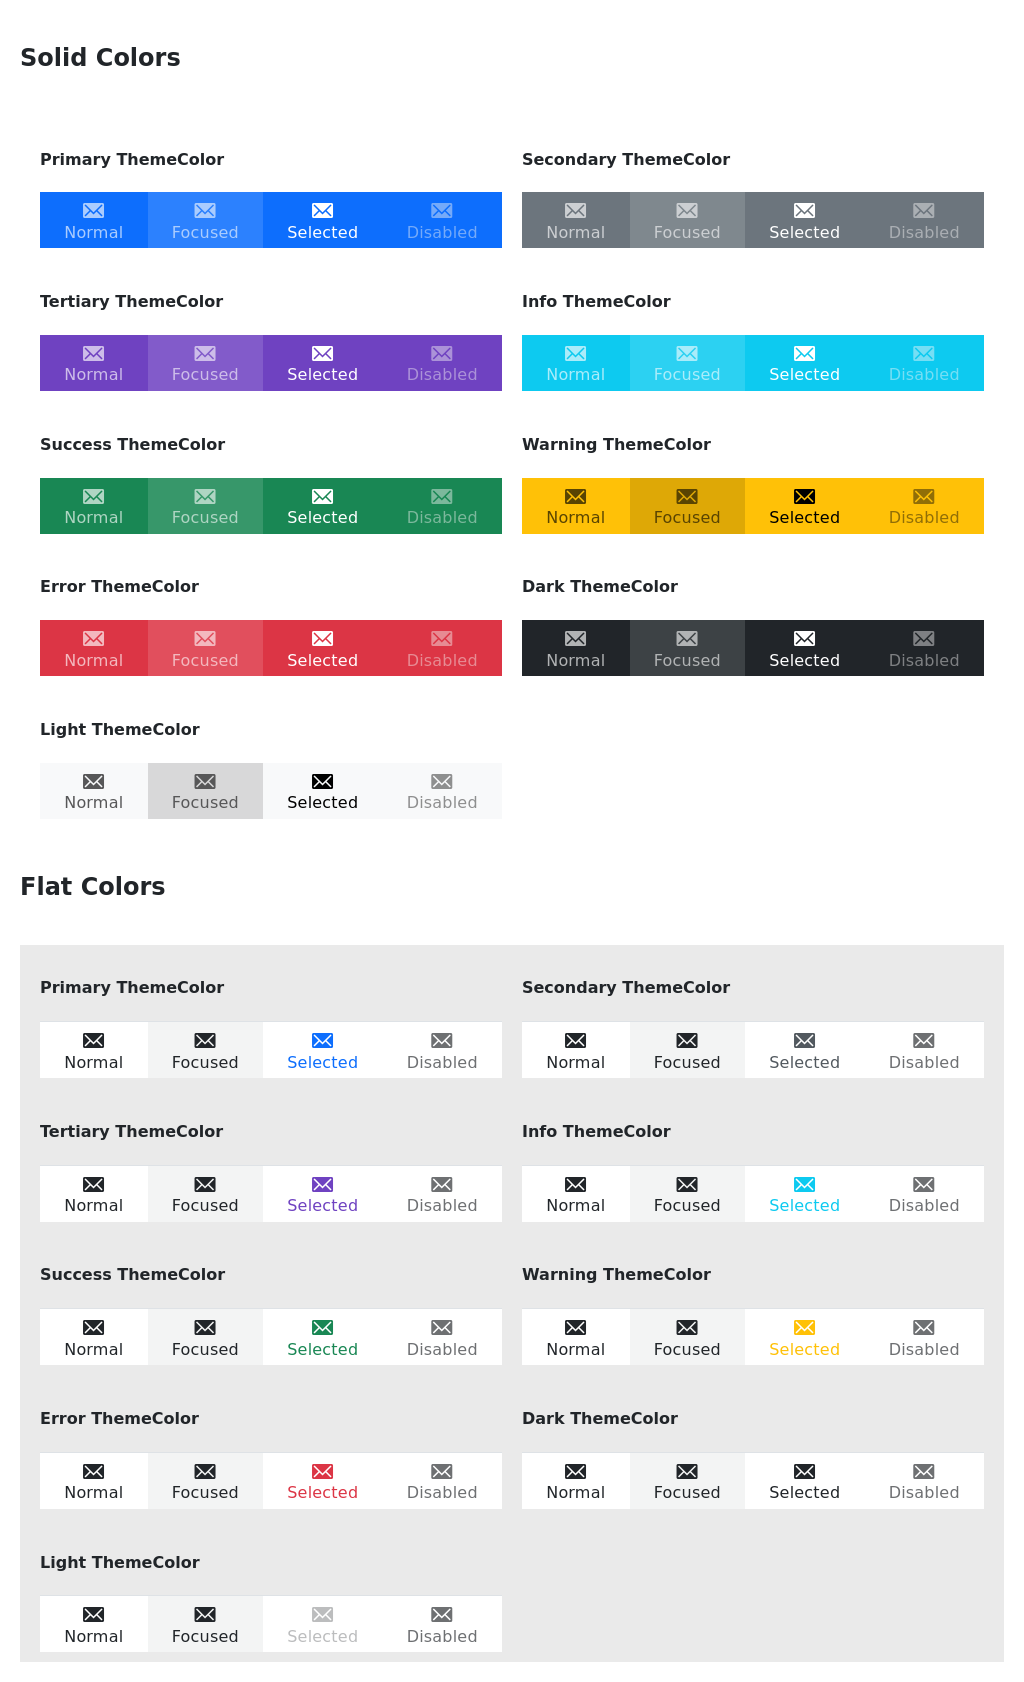 Solid Colors
Primary ThemeColor
Normal Focused Selected Disabled
Secondary ThemeColor
Normal Focused Selected Disabled
Tertiary ThemeColor
Normal Focused Selected Disabled
Info ThemeColor
Normal Focused Selected Disabled
Success ThemeColor
Normal Focused Selected Disabled
Warning ThemeColor
Normal Focused Selected Disabled
Error ThemeColor
Normal Focused Selected Disabled
Dark ThemeColor
Normal Focused Selected Disabled
Light ThemeColor
Normal Focused Selected Disabled
Flat Colors
Primary ThemeColor
Normal Focused Selected Disabled
Secondary ThemeColor
Normal Focused Selected Disabled
Tertiary ThemeColor
Normal Focused Selected Disabled
Info ThemeColor
Normal Focused Selected Disabled
Success ThemeColor
Normal Focused Selected Disabled
Warning ThemeColor
Normal Focused Selected Disabled
Error ThemeColor
Normal Focused Selected Disabled
Dark ThemeColor
Normal Focused Selected Disabled
Light ThemeColor
Normal Focused Selected Disabled